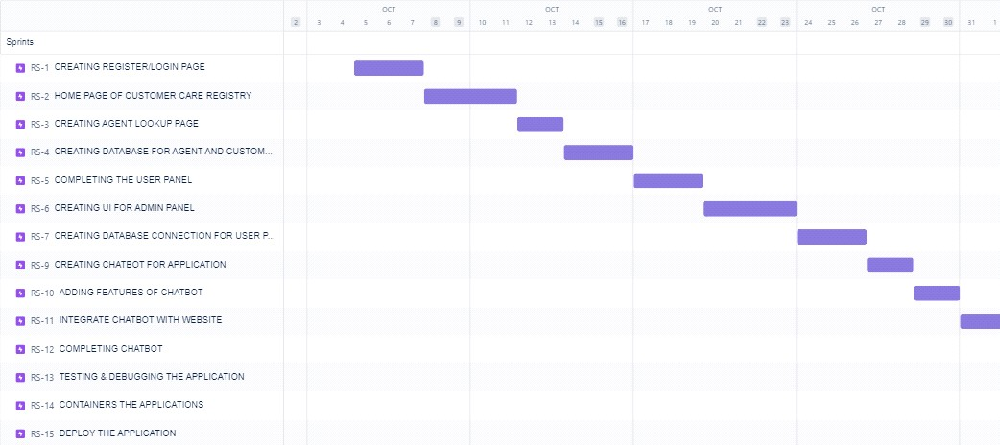 OCT OCT OCT OCT
2 3 4 5 6 7 8 9 10 11 12 13 14 15 16 17 18 19 20 21 22 23 24 25 26 27 28 29 30 31 1
Sprints
RS-1 CREATING REGISTER/LOGIN PAGE
RS-2 HOME PAGE OF CUSTOMER CARE REGISTRY
RS-3 CREATING AGENT LOOKUP PAGE
RS-4 CREATING DATABASE FOR AGENT AND CUSTOM...
RS-5 COMPLETING THE USER PANEL
RS-6 CREATING UI FOR ADMIN PANEL
RS-7 CREATING DATABASE CONNECTION FOR USER P...
RS-9 CREATING CHATBOT FOR APPLICATION
RS-10 ADDING FEATURES OF CHATBOT
RS-11 INTEGRATE CHATBOT WITH WEBSITE
RS-12 COMPLETING CHATBOT
RS-13 TESTING & DEBUGGING THE APPLICATION
RS-14 CONTAINERS THE APPLICATIONS
RS-15 DEPLOY THE APPLICATION